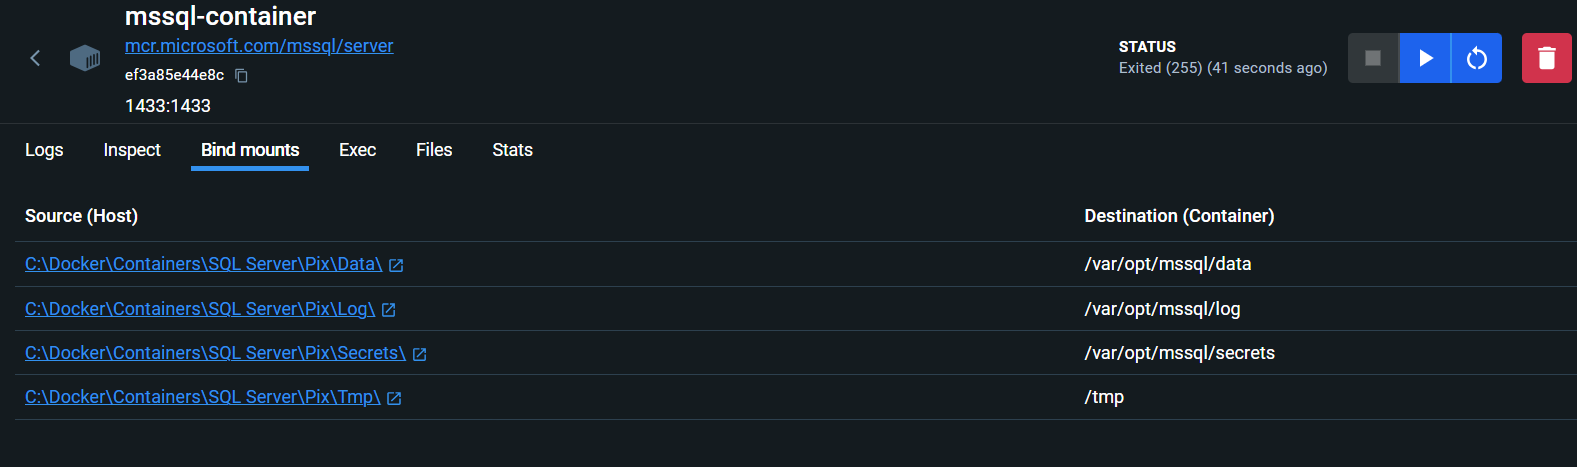 mssql-container
mcr.microsoft.com/mssql/server
ef3a85e44e8c
1433:1433
STATUS
Exited (255) (41 seconds ago)
Logs Inspect Bind mounts Exec Files Stats
Source (Host) Destination (Container)
C:\Docker\Containers\SQL Server\Pix\Data\ /var/opt/mssql/data
C:\Docker\Containers\SQL Server\Pix\Log\ /var/opt/mssql/log
C:\Docker\Containers\SQL Server\Pix\Secrets\ /var/opt/mssql/secrets
C:\Docker\Containers\SQL Server\Pix\Tmp\ /tmp